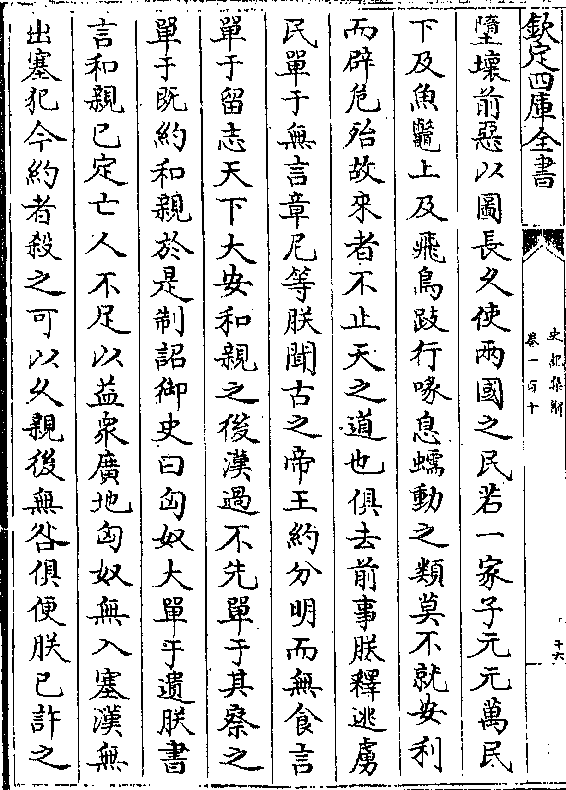 欽定四庫全書
史記集解
卷一百十
十六
墮壞前惡以圖長久使兩國之民若一家子元元萬民
下及魚鼈上及飛鳥跂行喙息蠕動之類莫不就安利
而辟危殆故來者不止天之道也俱去前事朕釋逃虜
民單于無言章尼等朕聞古之帝王約分明而無食言
單于留志天下大安和親之後漢過不先單于其察之
單于既約和親於是制詔御史曰匈奴大單于遺朕書
言和親已定亡人不足以益衆廣地匈奴無入塞漢無
出塞犯今約者殺之可以久親後無咎俱便朕已許之